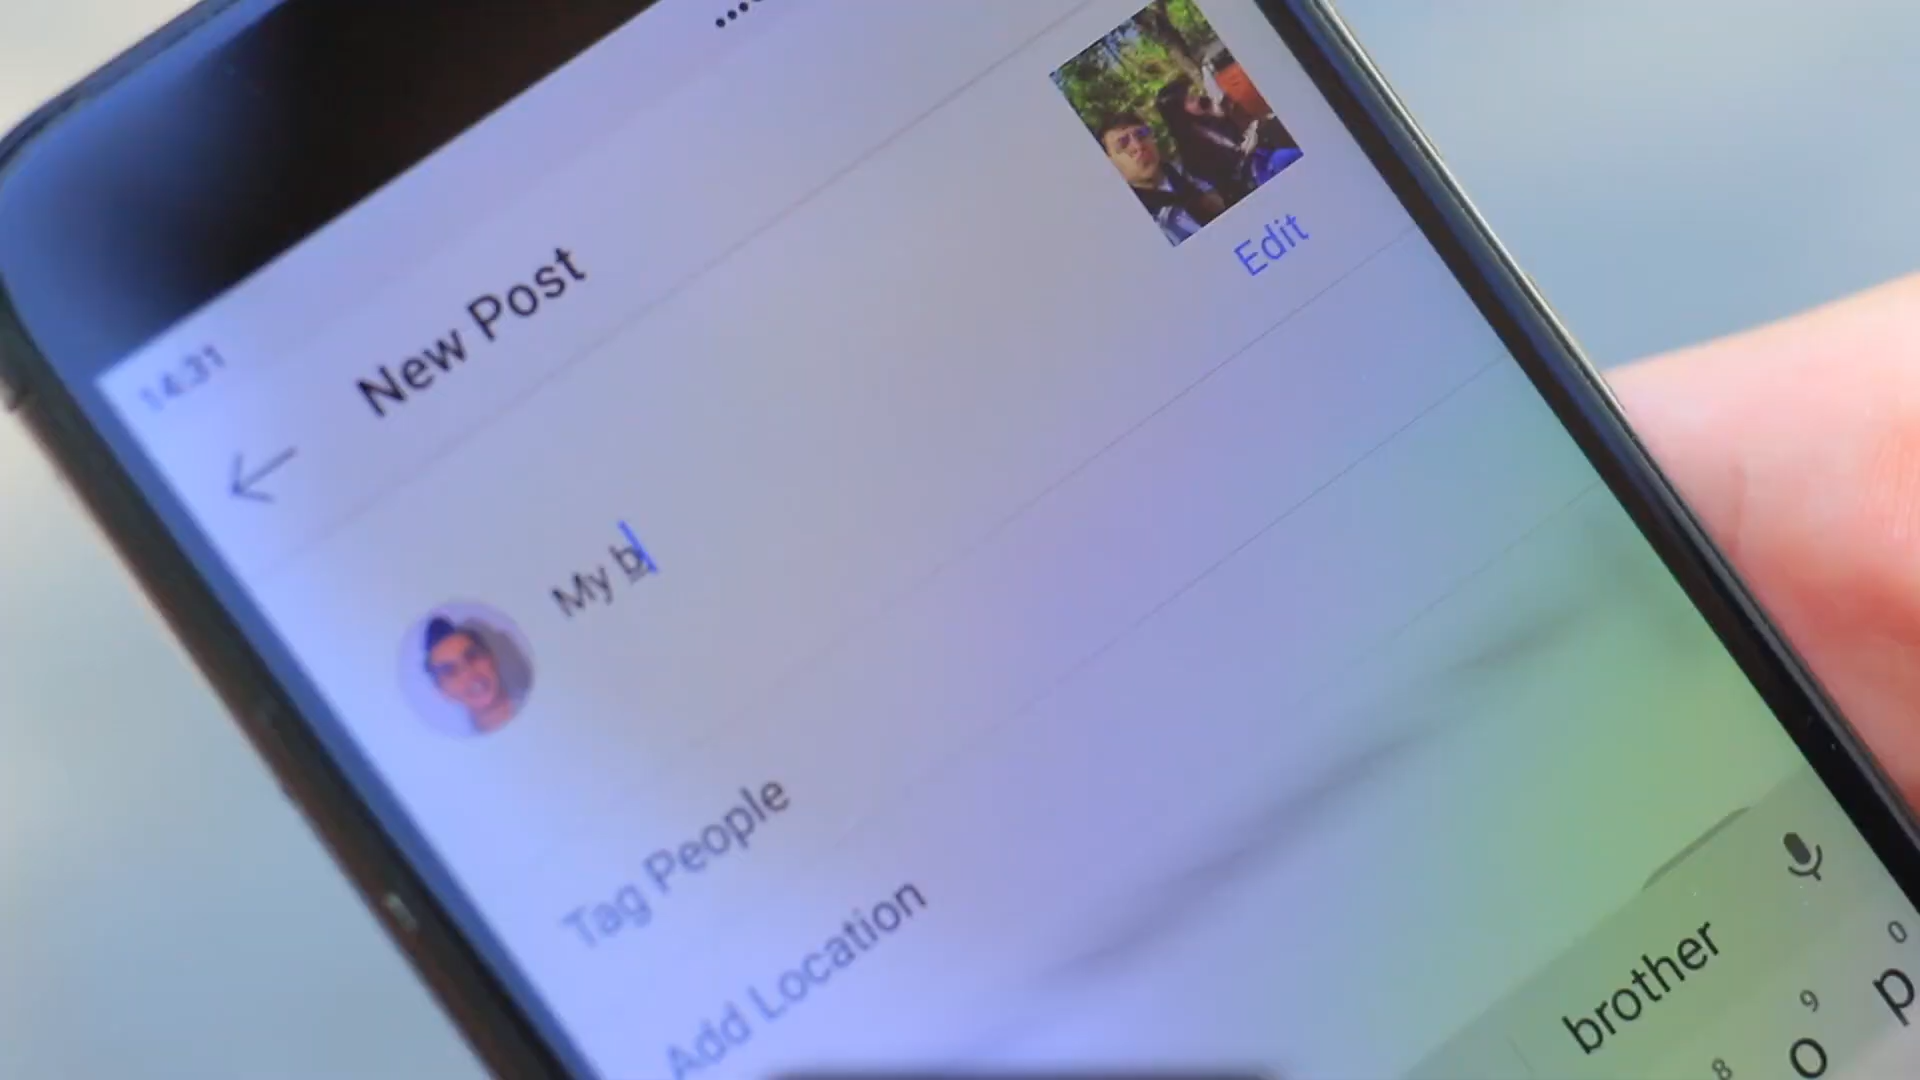 14:31
New Post
Edit
My b
Tag People
Add Location
brother
0
9
8
p
o